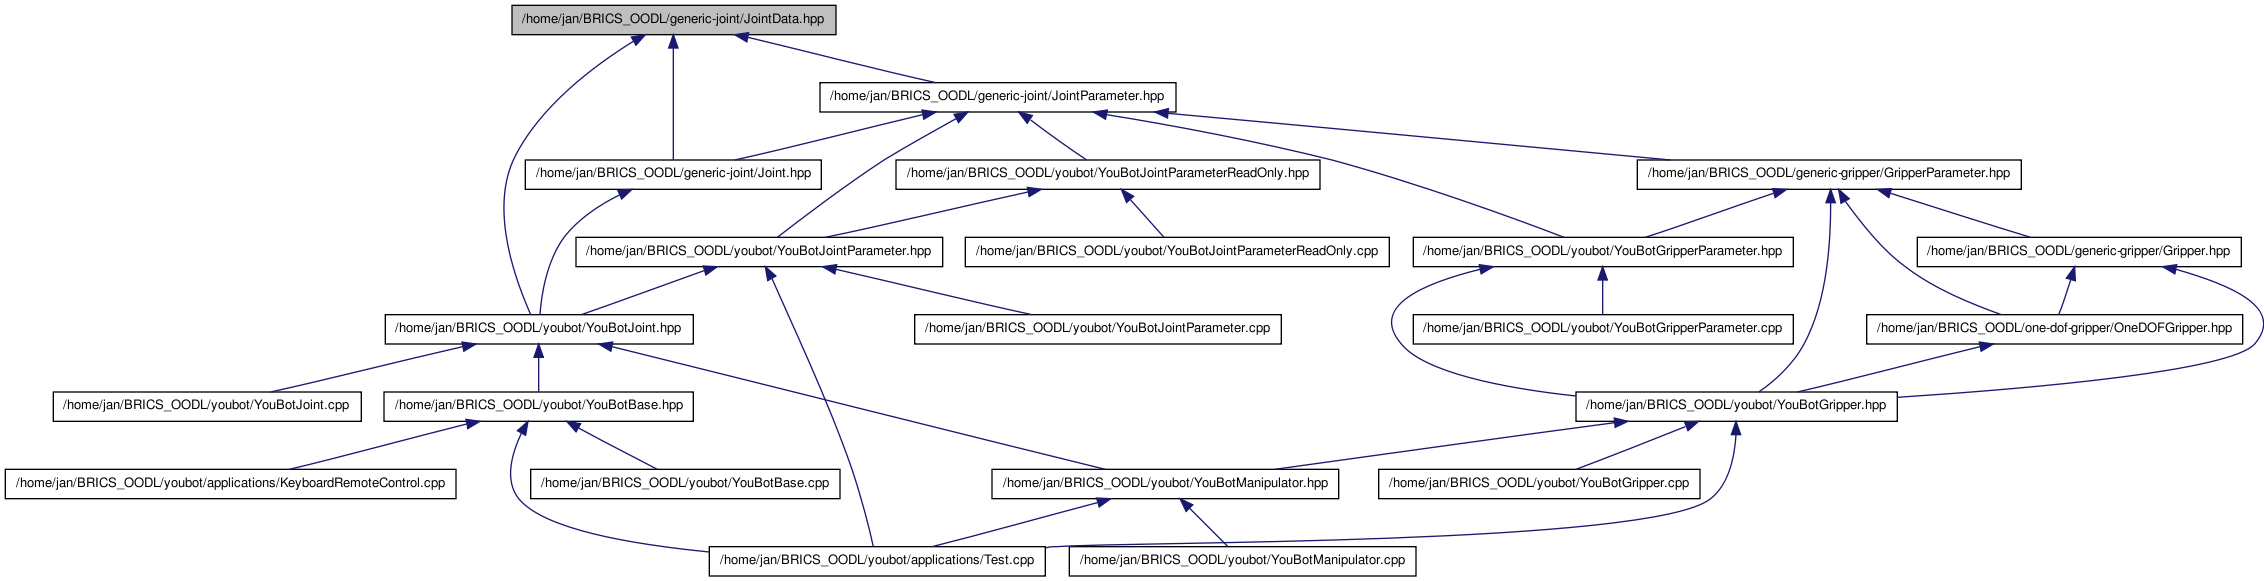 /home/jan/BRICS_OODL/generic-joint/JointData.hpp
/home/jan/BRICS_OODL/generic-joint/JointParameter.hpp
/home/jan/BRICS_OODL/generic-joint/Joint.hpp
/home/jan/BRICS_OODL/youbot/YouBotJointParameterReadOnly.hpp
/home/jan/BRICS_OODL/generic-gripper/GripperParameter.hpp
/home/jan/BRICS_OODL/youbot/YouBotJointParameter.hpp
/home/jan/BRICS_OODL/youbot/YouBotJointParameterReadOnly.cpp
/home/jan/BRICS_OODL/youbot/YouBotGripperParameter.hpp
/home/jan/BRICS_OODL/generic-gripper/Gripper.hpp
/home/jan/BRICS_OODL/youbot/YouBotJoint.hpp
/home/jan/BRICS_OODL/youbot/YouBotJointParameter.cpp
/home/jan/BRICS_OODL/youbot/YouBotGripperParameter.cpp
/home/jan/BRICS_OODL/one-dof-gripper/OneDOFGripper.hpp
/home/jan/BRICS_OODL/youbot/YouBotJoint.cpp
/home/jan/BRICS_OODL/youbot/YouBotBase.hpp
/home/jan/BRICS_OODL/youbot/YouBotGripper.hpp
/home/jan/BRICS_OODL/youbot/applications/KeyboardRemoteControl.cpp
/home/jan/BRICS_OODL/youbot/YouBotBase.cpp
/home/jan/BRICS_OODL/youbot/YouBotManipulator.hpp
/home/jan/BRICS_OODL/youbot/YouBotGripper.cpp
/home/jan/BRICS_OODL/youbot/applications/Test.cpp
/home/jan/BRICS_OODL/youbot/YouBotManipulator.cpp